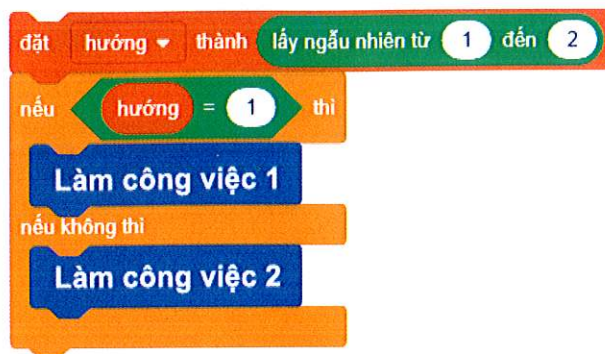 đặt hướng thành lấy ngẫu nhiên từ 1 đến 2
nếu hướng = 1 thì
Làm công việc 1
nếu không thì
Làm công việc 2